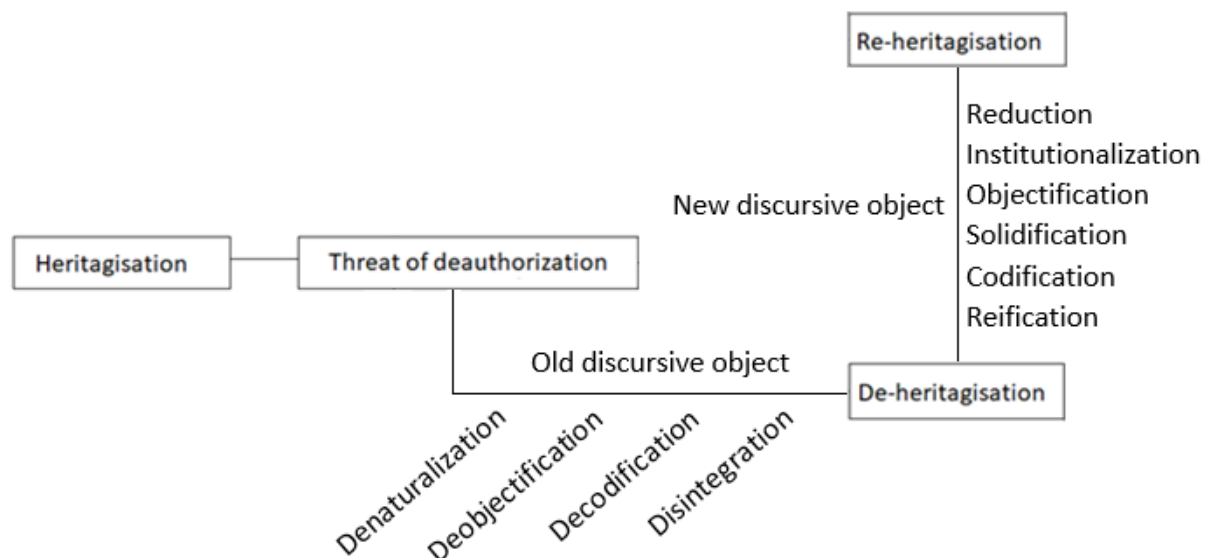 Re-heritagisation
Reduction
Institutionalization
New discursive object
Objectification
Solidification
Codification
Reification
Heritagisation
Threat of deauthorization
Old discursive object
De-heritagisation
Denaturalization
Deobjectification
Decodification
Disintegration